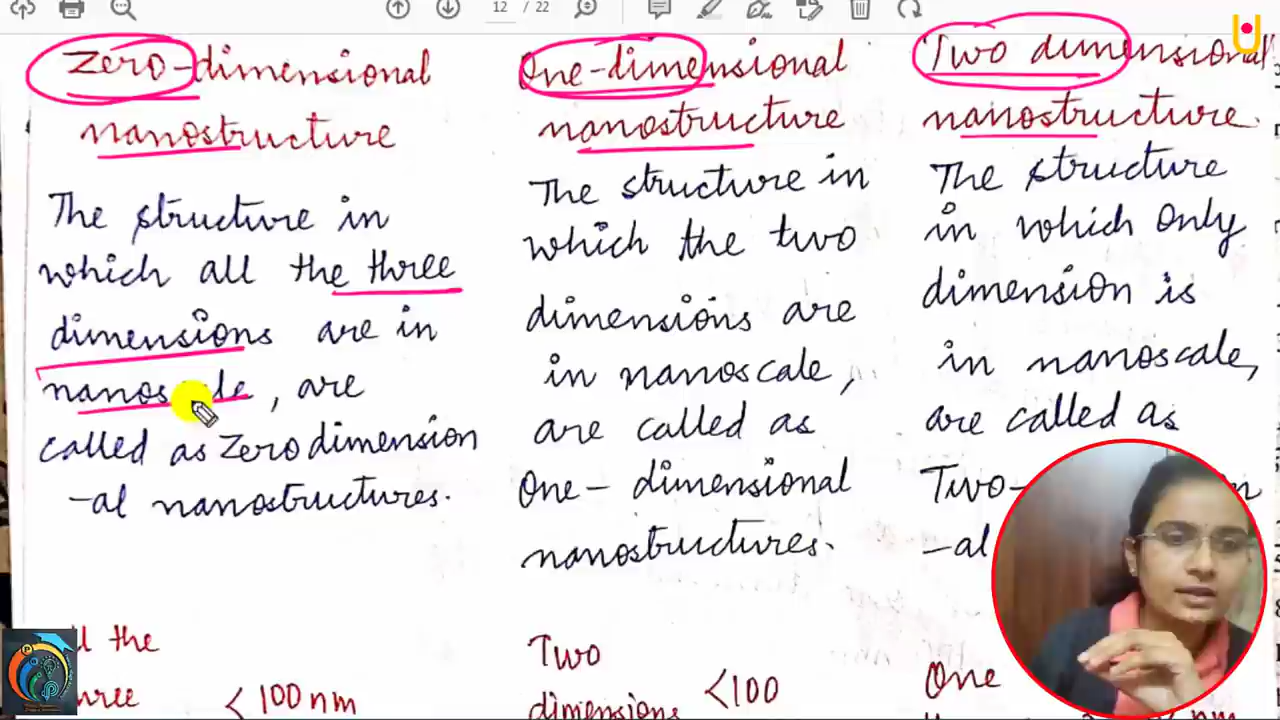 12 / 22
Zero-dimensional
nanostructure
The structure in
which all the three
dimensions are in
, are
called as Zero dimension
-al nanostructures.
the
< 100 nm
One-dimensional
nanostructure
The structure in
which the two
dimensions are
in nanoscale,
are called as
One-dimensional
nanostructures.
Two
dimensions
<100
Two dimensional
nanostructure.
The structure
in which only
dimension is
in nanoscale,
are called as
Two-
-al
One
nm